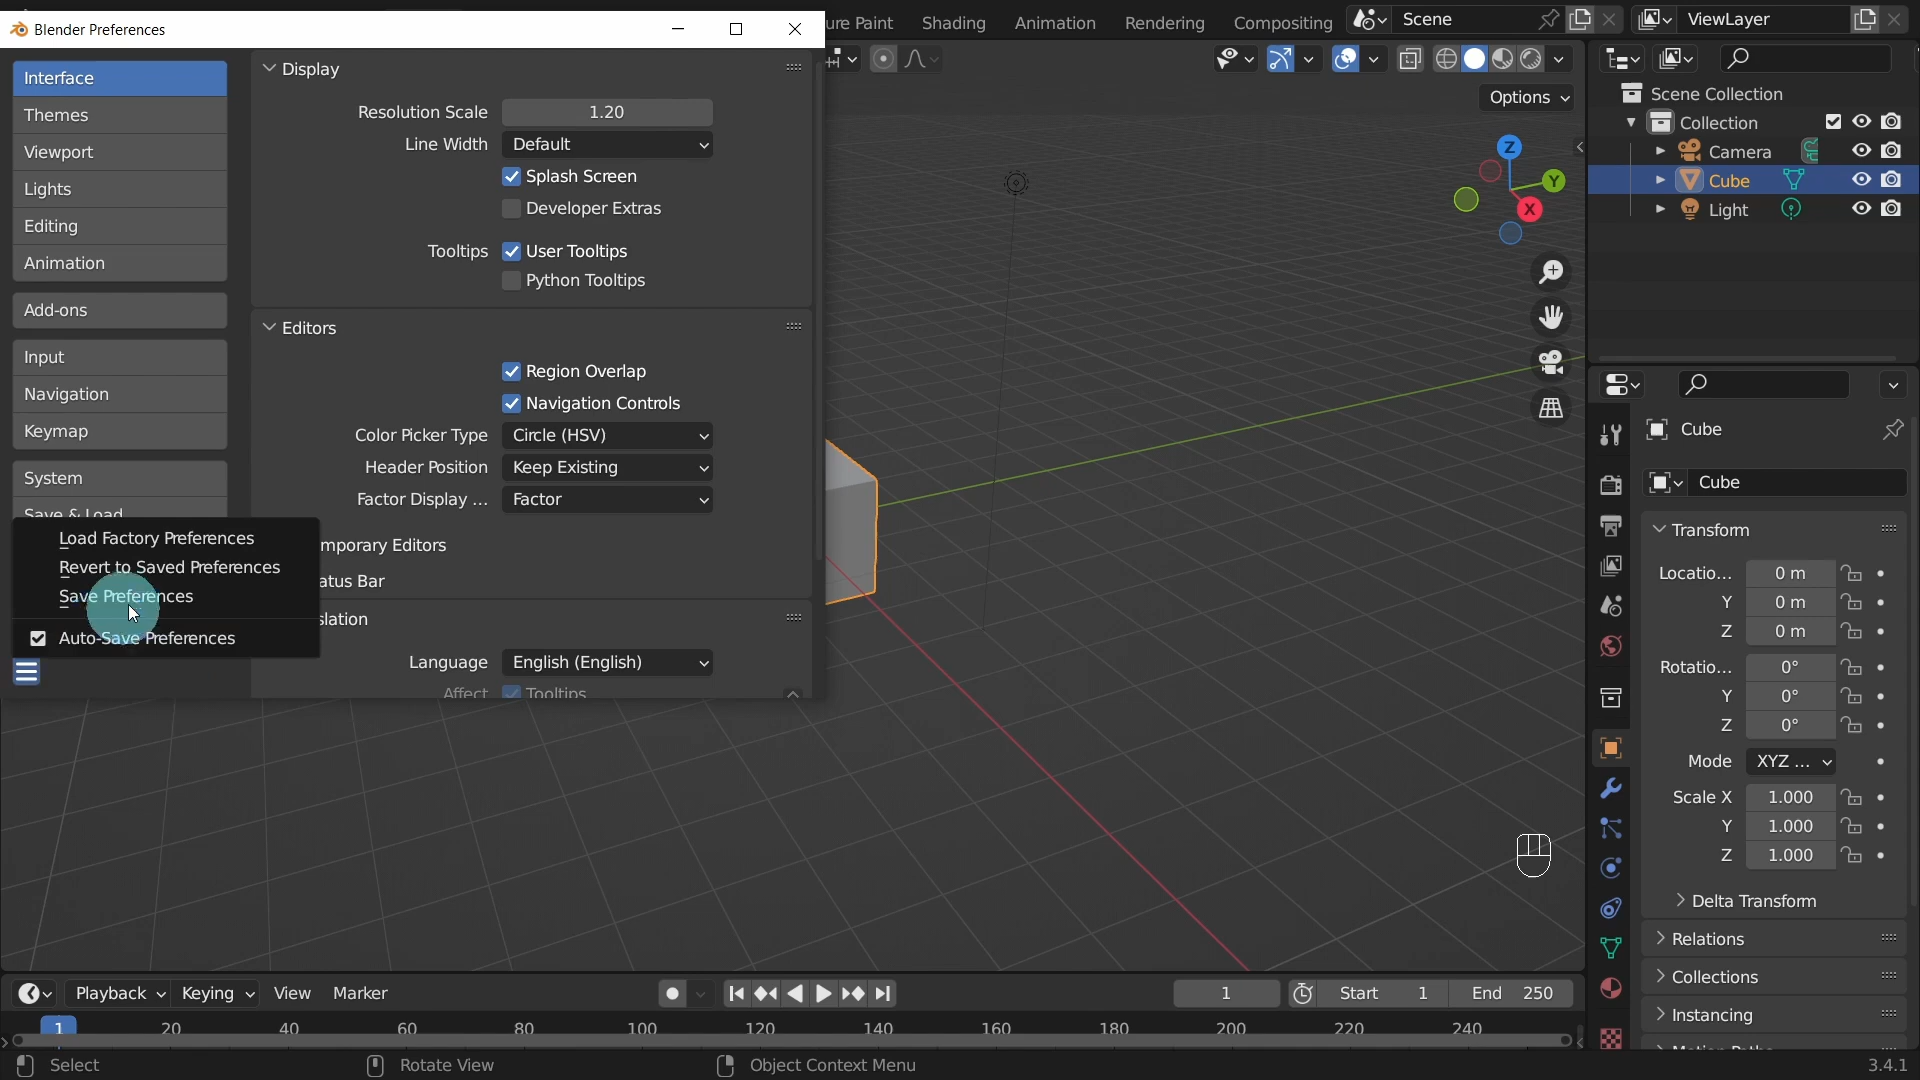 Blender Preferences
Interface
Themes
Viewport
Lights
Editing
Animation
Add-ons
Input
Navigation
Keymap
System
Save & Load
Load Factory Preferences
Revert to Saved Preferences
Save Preferences
Auto-Save Preferences
Display
Resolution Scale 1.20
Line Width Default
Splash Screen
Developer Extras
Tooltips User Tooltips
Python Tooltips
Editors
Region Overlap
Navigation Controls
Color Picker Type Circle (HSV)
Header Position Keep Existing
Factor Display ... Factor
mporary Editors
atus Bar
slation
Language English (English)
Affect Tooltips
ure Paint Shading Animation Rendering Compositing
Scene
ViewLayer
Options
Z
Y
X
Scene Collection
Collection
Camera
Cube
Light
Cube
Cube
Transform
Locatio... 0 m
Y 0 m
Z 0 m
Rotatio... 0°
Y 0°
Z 0°
Mode XYZ ...
Scale X 1.000
Y 1.000
Z 1.000
Delta Transform
Relations
Collections
Instancing
Motion Paths
Playback Keying View Marker
1 Start 1 End 250
1 20 40 60 80 100 120 140 160 180 200 220 240
Select Rotate View Object Context Menu 3.4.1